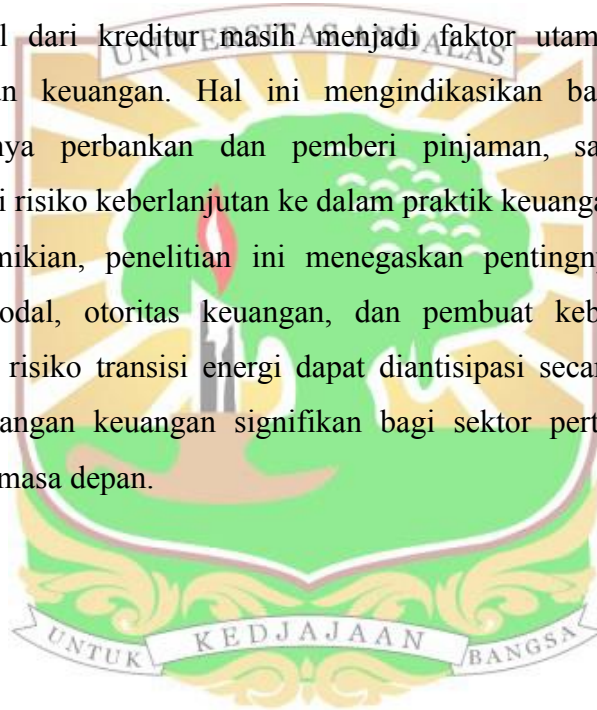 l dari kreditur masih menjadi faktor utam
UNIVERSITAS ANDALAS
n keuangan. Hal ini mengindikasikan ba
nya perbankan dan pemberi pinjaman, sa
i risiko keberlanjutan ke dalam praktik keuanga
mikian, penelitian ini menegaskan pentingn
odal, otoritas keuangan, dan pembuat keb
risiko transisi energi dapat diantisipasi secar
angan keuangan signifikan bagi sektor pert
masa depan.
UNTUK KEDJAJAAN BANGSA